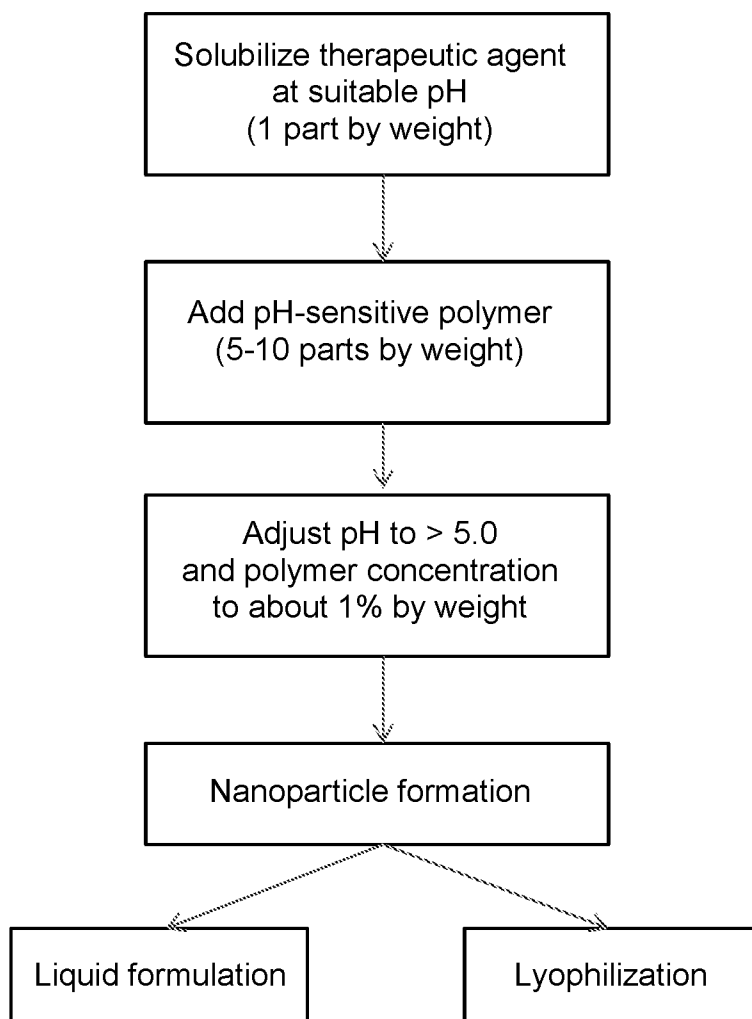 Solubilize therapeutic agent
at suitable pH
(1 part by weight)
Add pH-sensitive polymer
(5-10 parts by weight)
Adjust pH to > 5.0
and polymer concentration
to about 1% by weight
Nanoparticle formation
Liquid formulation
Lyophilization